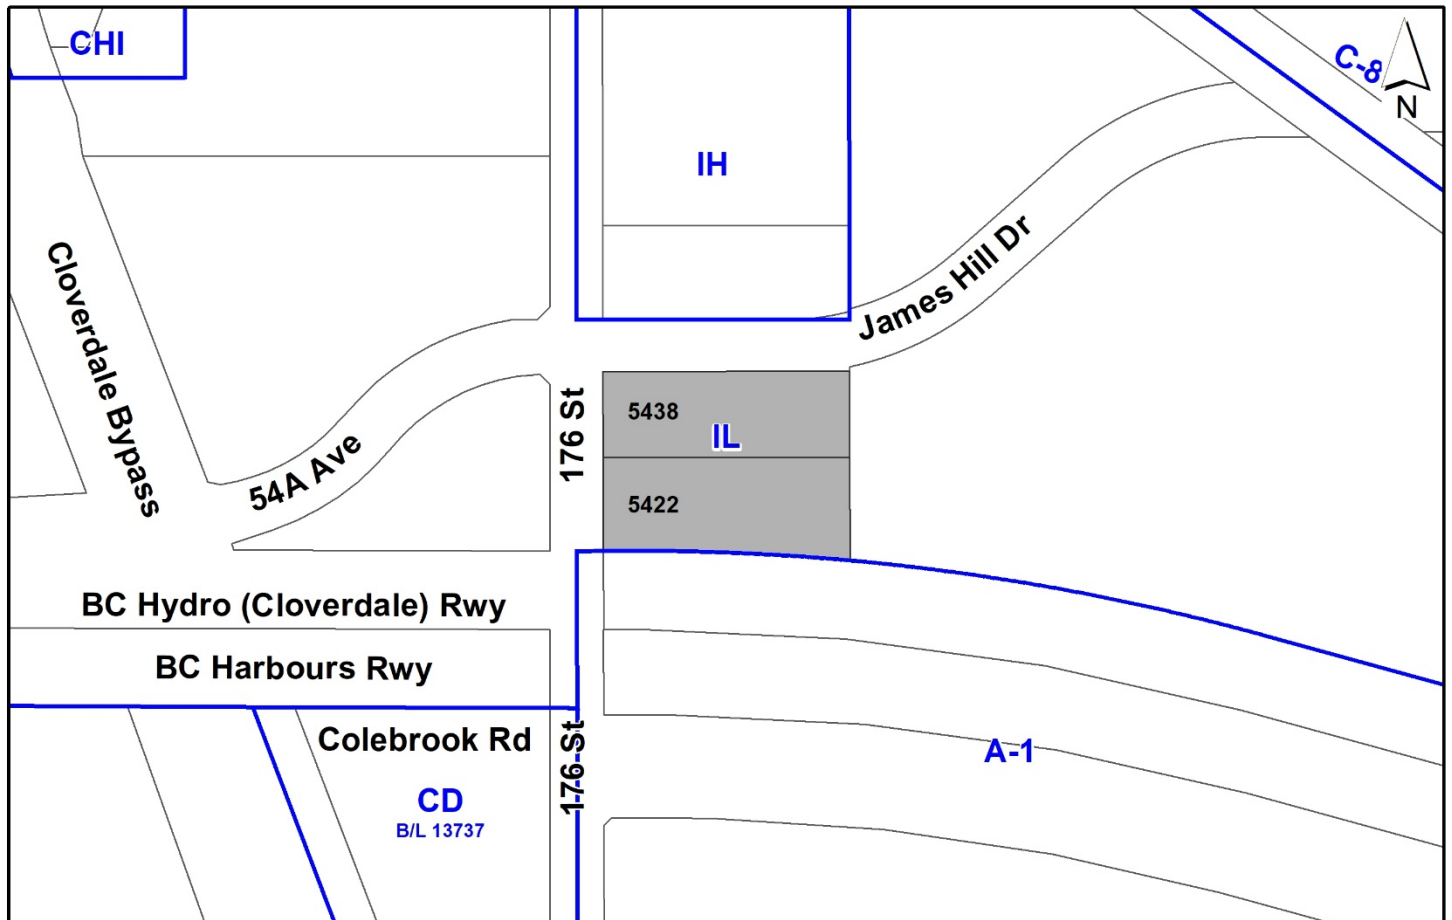 CHI
C-8
N
IH
James Hill Dr
Cloverdale Bypass
176 St
5438
IL
54A Ave
5422
BC Hydro (Cloverdale) Rwy
BC Harbours Rwy
Colebrook Rd
176 St
A-1
CD
B/L 13737